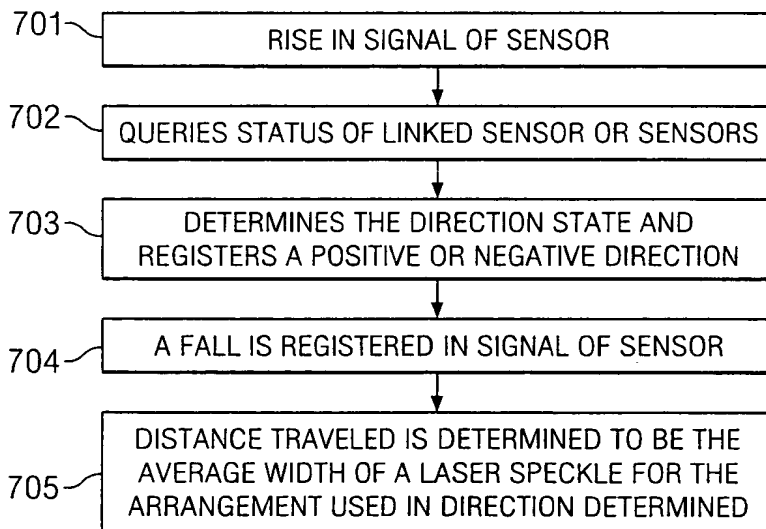 701
RISE IN SIGNAL OF SENSOR
702
QUERIES STATUS OF LINKED SENSOR OR SENSORS
703
DETERMINES THE DIRECTION STATE AND
REGISTERS A POSITIVE OR NEGATIVE DIRECTION
704
A FALL IS REGISTERED IN SIGNAL OF SENSOR
705
DISTANCE TRAVELED IS DETERMINED TO BE THE
AVERAGE WIDTH OF A LASER SPECKLE FOR THE
ARRANGEMENT USED IN DIRECTION DETERMINED